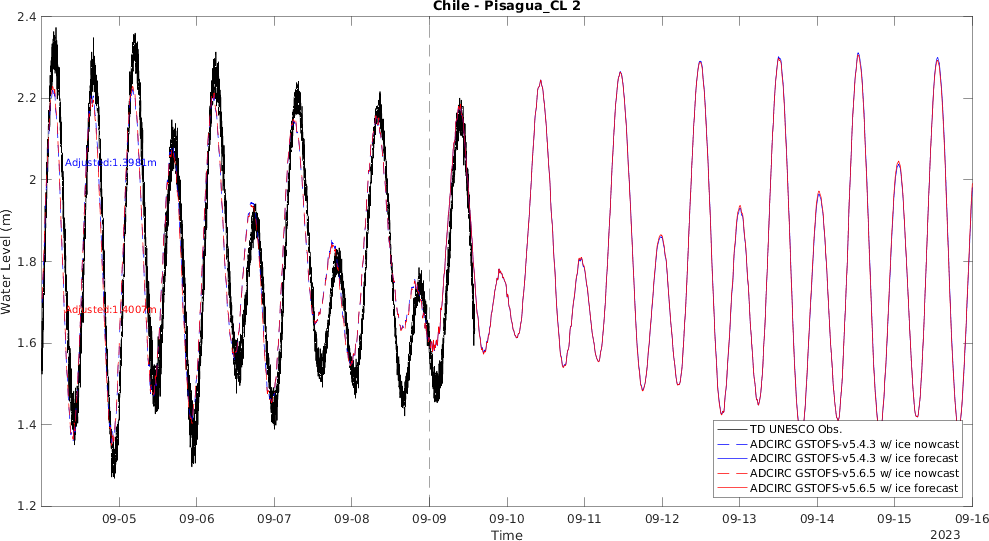 Chile - Pisagua_CL 2
2.4
2.2
2
1.8
1.6
1.4
1.2
Water Level (m)
Adjusted:1.3981m
Adjusted:1.4007m
TD UNESCO Obs.
ADCIRC GSTOFS-v5.4.3 w/ ice nowcast
ADCIRC GSTOFS-v5.4.3 w/ ice forecast
ADCIRC GSTOFS-v5.6.5 w/ ice nowcast
ADCIRC GSTOFS-v5.6.5 w/ ice forecast
09-05 09-06 09-07 09-08 09-09 09-10 09-11 09-12 09-13 09-14 09-15 09-16
Time
2023